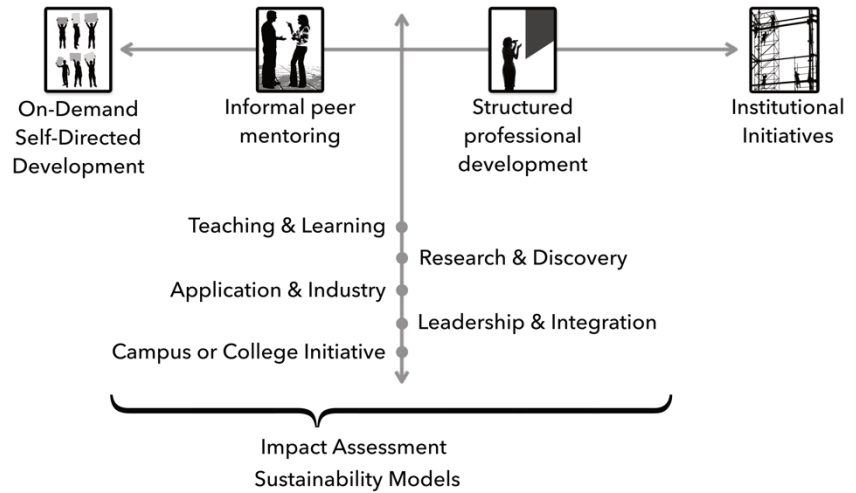 On-Demand
Self-Directed
Development
Informal peer
mentoring
Structured
professional
development
Institutional
Initiatives
Teaching & Learning
Research & Discovery
Application & Industry
Leadership & Integration
Campus or College Initiative
Impact Assessment
Sustainability Models